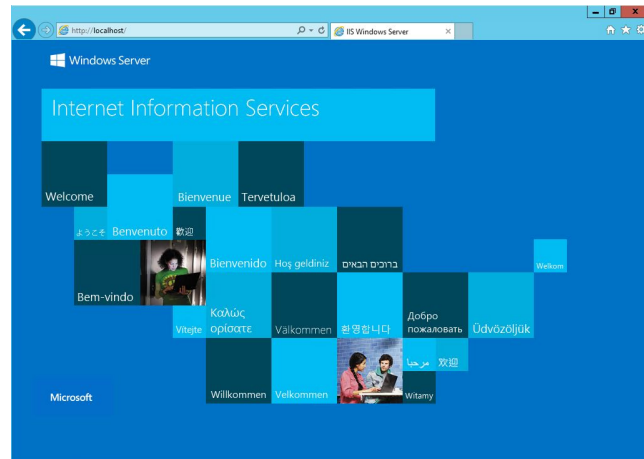 http://localhost/
IIS Windows Server
Windows Server
Internet Information Services
Welcome
Bienvenue
Tervetuloa
ようこそ
Benvenuto
歡迎
Bienvenido
Hoş geldiniz
ברוכים הבאים
Welkom
Bem-vindo
Vítejte
Καλώς
ορίσατε
Välkommen
환영합니다
Добро
пожаловать
Üdvözöljük
مرحبا
欢迎
Microsoft
Willkommen
Velkommen
Witamy